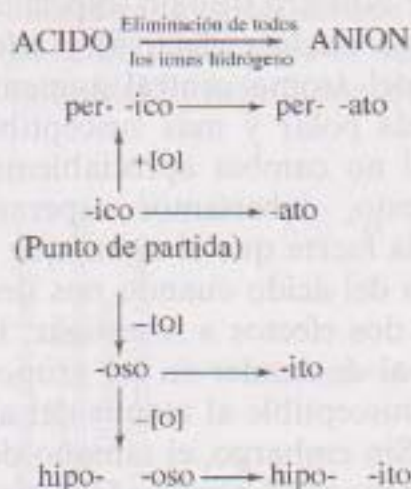 Eliminación de todos
ACIDO ANION
los iones hidrógeno
per- -ico per- -ato
+[O]
-ico -ato
(Punto de partida)
-[O]
-oso -ito
-[O]
hipo- -oso hipo- -ito